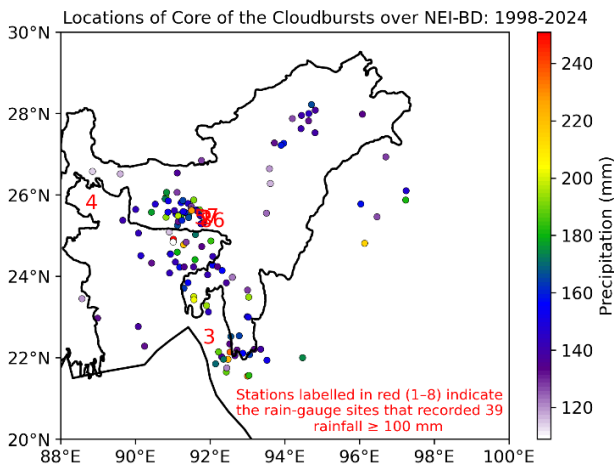 Locations of Core of the Cloudbursts over NEI-BD: 1998-2024
30°N
28°N
26°N
24°N
22°N
20°N
88°E
90°E
92°E
94°E
96°E
98°E
100°E
4
7
6
3
Stations labelled in red (1–8) indicate
the rain-gauge sites that recorded 39
rainfall ≥ 100 mm
240
220
200
180
160
140
120
Precipitation (mm)